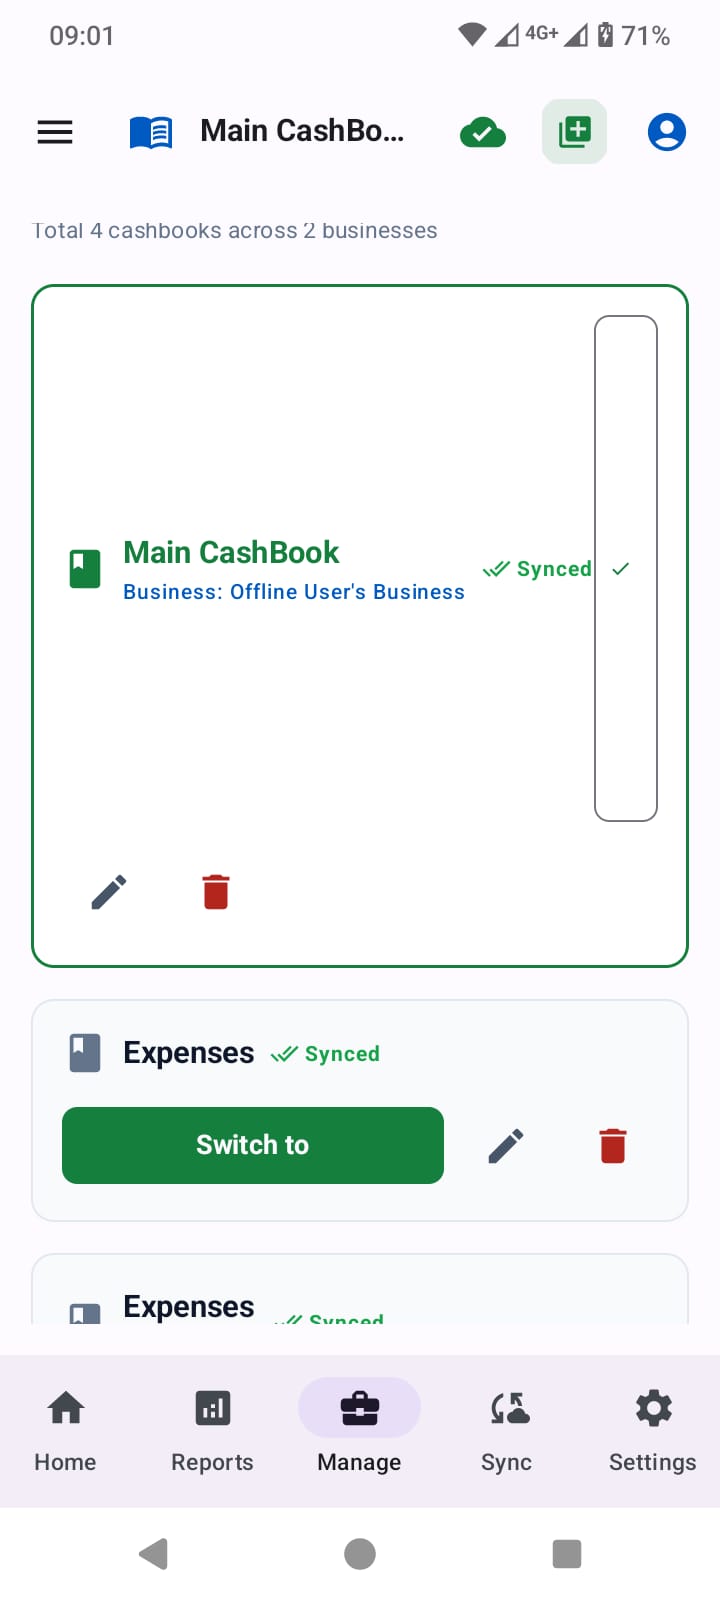 09:01 4G+ 71%
Main CashBo...
Total 4 cashbooks across 2 businesses
Main CashBook
Business: Offline User's Business
Synced
Expenses Synced
Switch to
Expenses Synced
Home Reports Manage Sync Settings